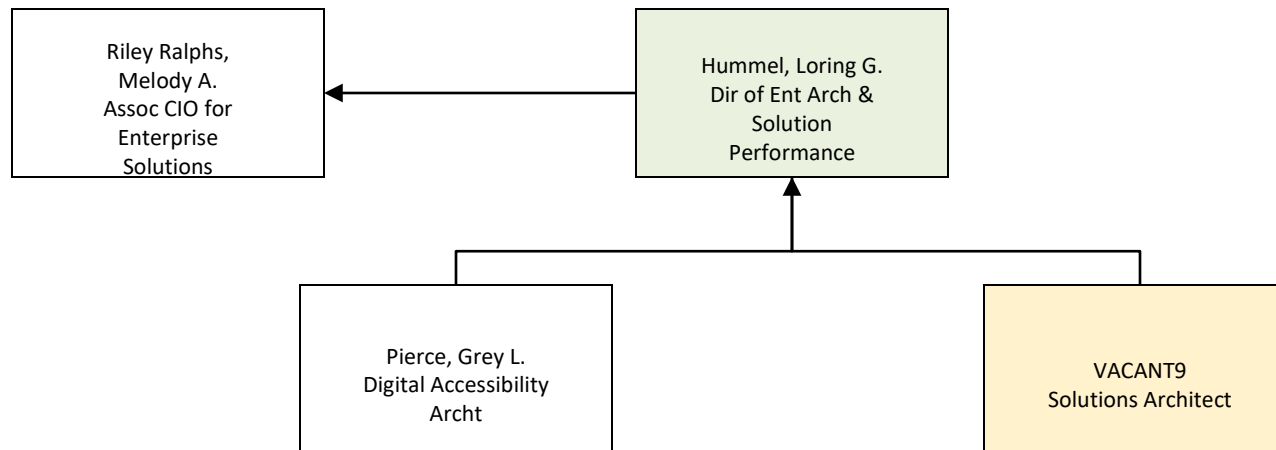 Riley Ralphs,
Melody A.
Assoc CIO for
Enterprise
Solutions
Hummel, Loring G.
Dir of Ent Arch &
Solution
Performance
Pierce, Grey L.
Digital Accessibility
Archt
VACANT9
Solutions Architect